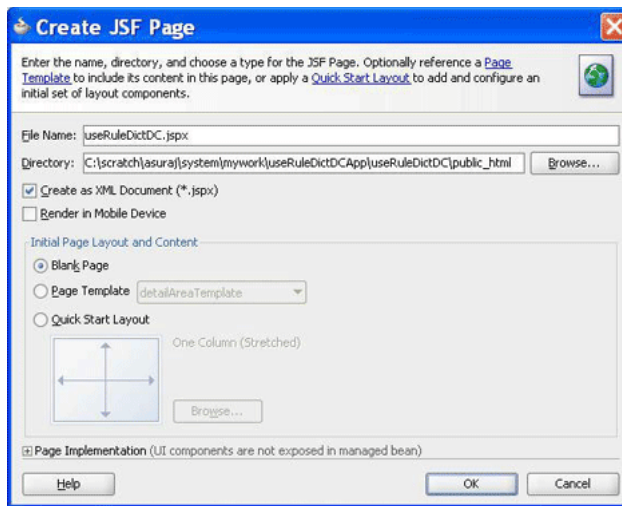 Create JSF Page
Enter the name, directory, and choose a type for the JSF Page. Optionally reference a Page
Template to include its content in this page, or apply a Quick Start Layout to add and configure an
initial set of layout components.
File Name: useRuleDictDC.jspx
Directory: C:\scratch\asuraj\system\mywork\useRuleDictDCApp\useRuleDictDC\public_html Browse...
Create as XML Document (*.jspx)
Render in Mobile Device
Initial Page Layout and Content
Blank Page
Page Template detailAreaTemplate
Quick Start Layout
One Column (Stretched)
Browse...
Page Implementation (UI components are not exposed in managed bean)
Help OK Cancel